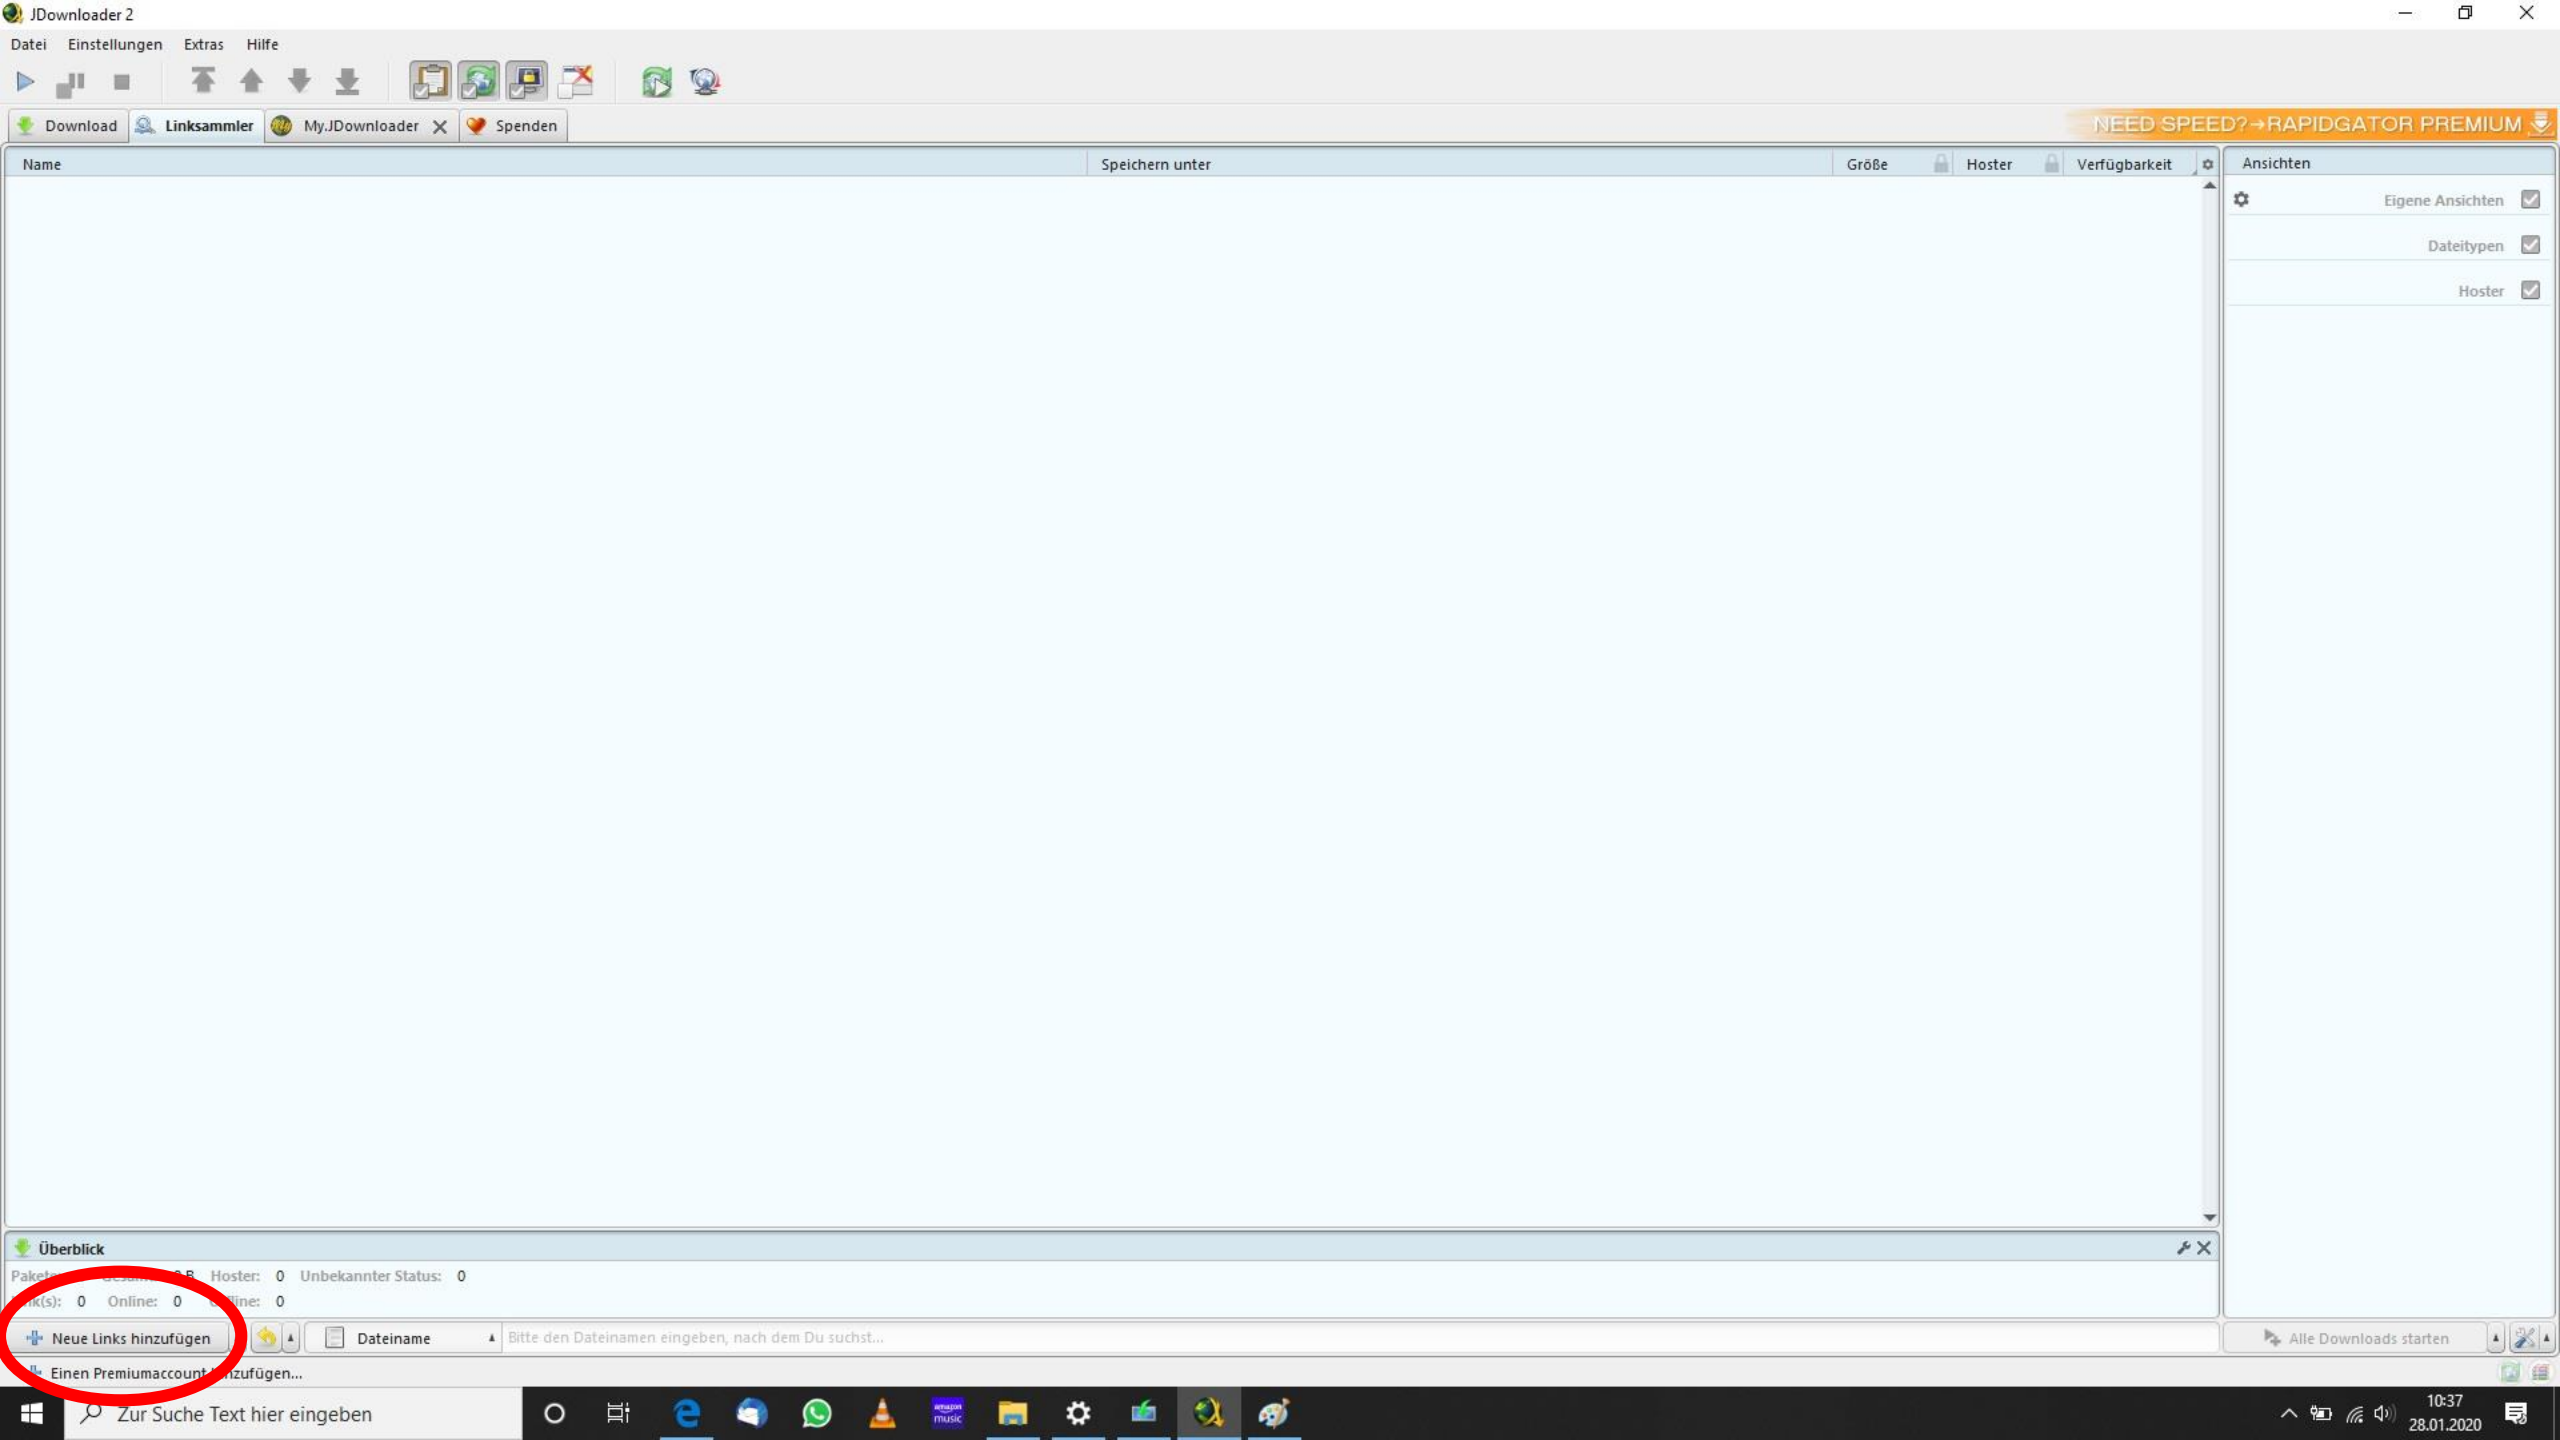 JDownloader 2
Datei Einstellungen Extras Hilfe
Download Linksammler My.JDownloader Spenden
NEED SPEED?→RAPIDGATOR PREMIUM
Name Speichern unter Größe Hoster Verfügbarkeit Ansichten
Eigene Ansichten
Dateitypen
Hoster
Überblick
Hoster: 0 Unbekannter Status: 0
0 Online: 0 0
Neue Links hinzufügen Dateiname Bitte den Dateinamen eingeben, nach dem Du suchst... Alle Downloads starten
Einen Premiumaccount hinzufügen...
Zur Suche Text hier eingeben
amazon
music
10:37
28.01.2020